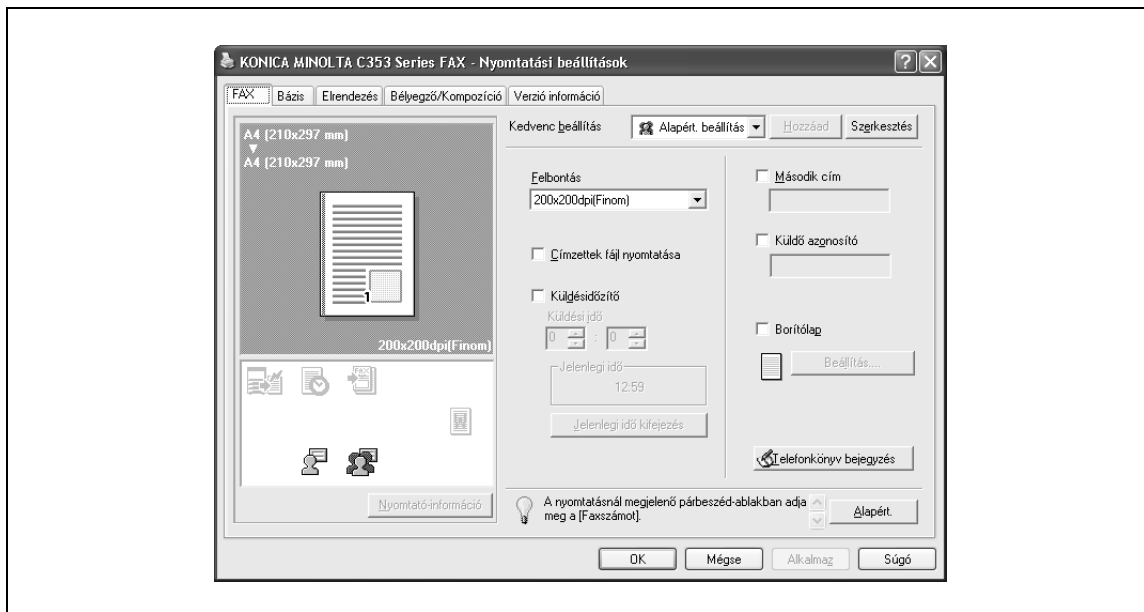 KONICA MINOLTA C353 Series FAX - Nyomtatási beállítások
FAX Bázis Elrendezés Bélyegző/Kompozíció Verzió információ
A4 (210x297 mm)
A4 (210x297 mm)
1
200x200dpi(Finom)
FAX
Nyomtató-információ
Kedvenc beállítás Alapért. beállítás Hozzáad Szerkesztés
Felbontás
200x200dpi(Finom)
Címzettek fájl nyomtatása
Küldésidőzítő
Küldési idő
0 : 0
Jelenlegi idő
12:59
Jelenlegi idő kifejezés
Második cím
Küldő azonosító
Borítólap
Beállítás....
Telefonkönyv bejegyzés
A nyomtatásnál megjelenő párbeszéd-ablakban adja
meg a [Faxszámot].
Alapért.
OK Mégse Alkalmaz Súgó